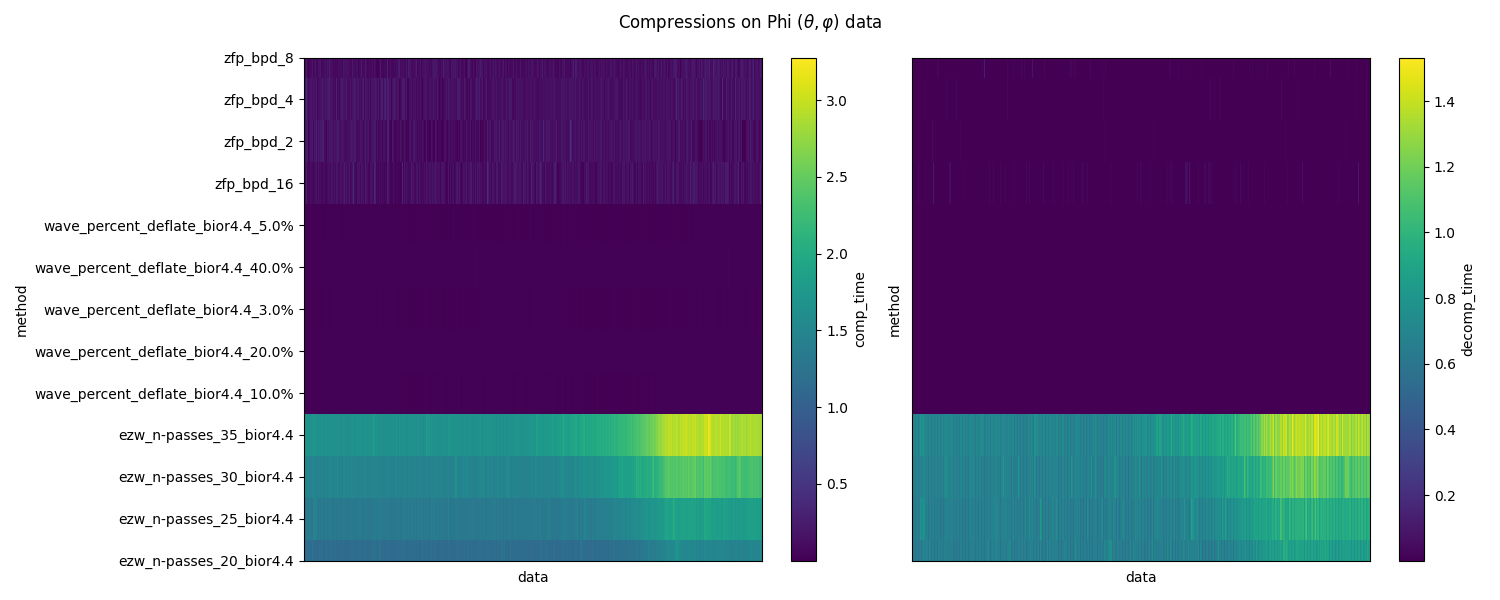 Compressions on Phi (θ, φ) data
zfp_bpd_8
zfp_bpd_4
zfp_bpd_2
zfp_bpd_16
wave_percent_deflate_bior4.4_5.0%
wave_percent_deflate_bior4.4_40.0%
wave_percent_deflate_bior4.4_3.0%
wave_percent_deflate_bior4.4_20.0%
wave_percent_deflate_bior4.4_10.0%
ezw_n-passes_35_bior4.4
ezw_n-passes_30_bior4.4
ezw_n-passes_25_bior4.4
ezw_n-passes_20_bior4.4
method
data
3.0
2.5
2.0
1.5
1.0
0.5
comp_time
method
data
1.4
1.2
1.0
0.8
0.6
0.4
0.2
decomp_time